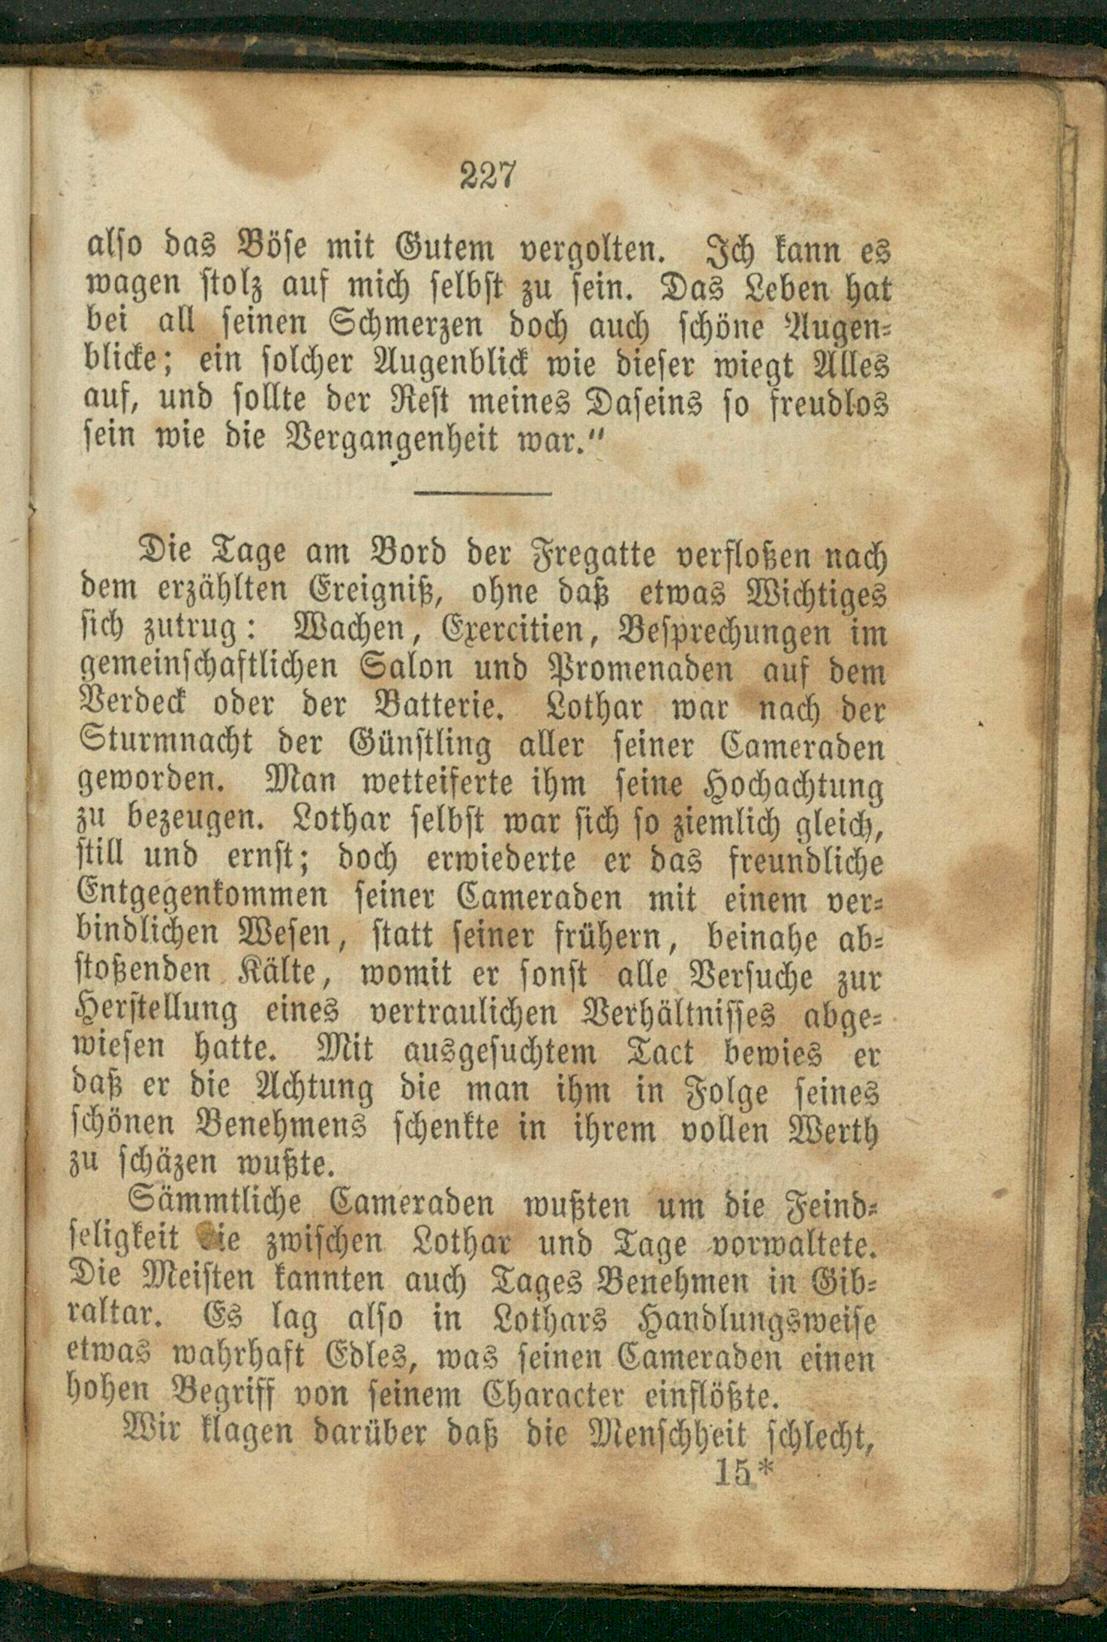 227
also das Böse mit Gutem vergolten. Ich kann es
wagen stolz auf mich selbst zu sein. Das Leben hat
bei all seinen Schmerzen doch auch schöne Augen-
blicke; ein solcher Augenblick wie dieser wiegt Alles
auf, und sollte der Rest meines Daseins so freudlos
sein wie die Vergangenheit war."
Die Tage am Bord der Fregatte verfloßen nach
dem erzählten Ereigniß, ohne daß etwas Wichtiges
sich zutrug: Wachen, Exercitien, Besprechungen im
gemeinschaftlichen Salon und Promenaden auf dem
Verdeck oder der Batterie. Lothar war nach der
Sturmnacht der Günstling aller seiner Cameraden
geworden. Man wetteiferte ihm seine Hochachtung
zu bezeugen. Lothar selbst war sich so ziemlich gleich,
still und ernst; doch erwiederte er das freundliche
Entgegenkommen seiner Cameraden mit einem ver-
bindlichen Wesen, statt seiner frühern, beinahe ab-
stoßenden Kälte, womit er sonst alle Versuche zur
Herstellung eines vertraulichen Verhältnisses abge-
wiesen hatte. Mit ausgesuchtem Tact bewies er
daß er die Achtung die man ihm in Folge seines
schönen Benehmens schenkte in ihrem vollen Werth
zu schäzen wußte.
Sämmtliche Cameraden wußten um die Feind-
seligkeit die zwischen Lothar und Tage vorwaltete.
Die Meisten kannten auch Tages Benehmen in Gib-
raltar. Es lag also in Lothars Handlungsweise
etwas wahrhaft Edles, was seinen Cameraden einen
hohen Begriff von seinem Character einflößte.
Wir klagen darüber daß die Menschheit schlecht,
15*